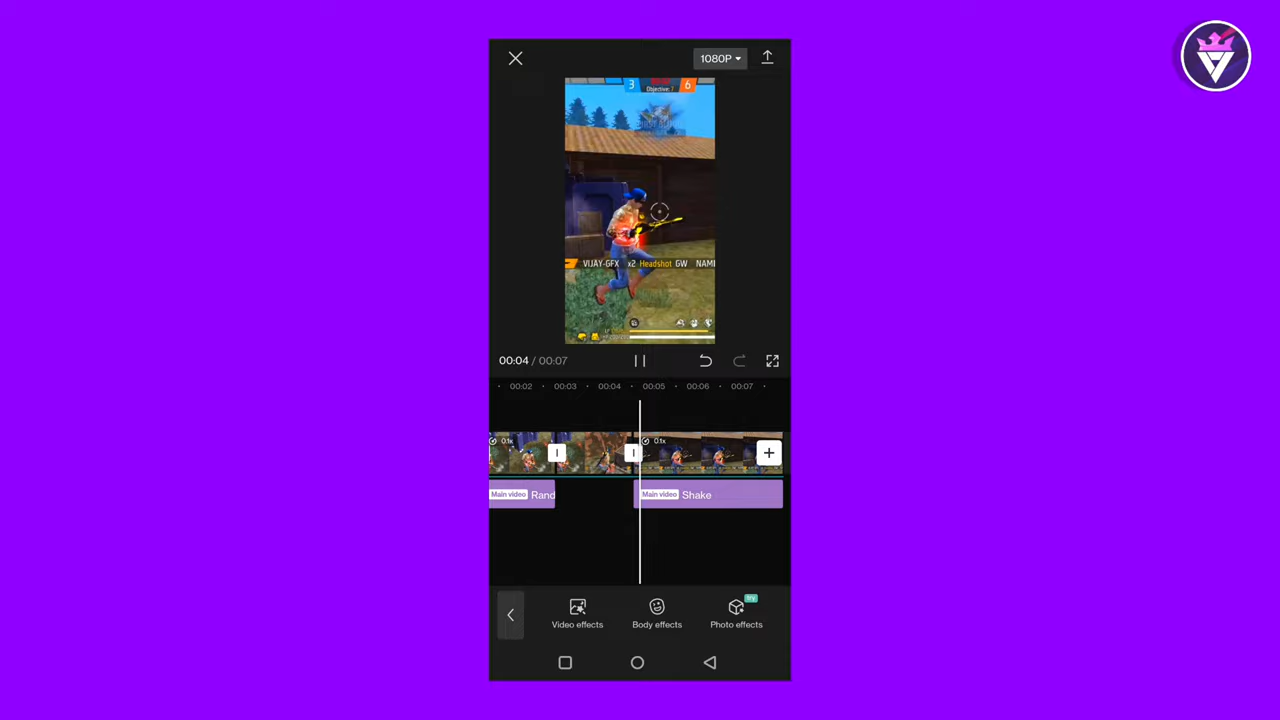 1080P
3
6
Objective: 7
VIJAY-GFX x2 Headshot GW NAMI
00:04 / 00:07
00:02 00:03 00:04 00:05 00:06 00:07
0.1x
0.1x
Main video Rand
Main video Shake
try
Video effects Body effects Photo effects